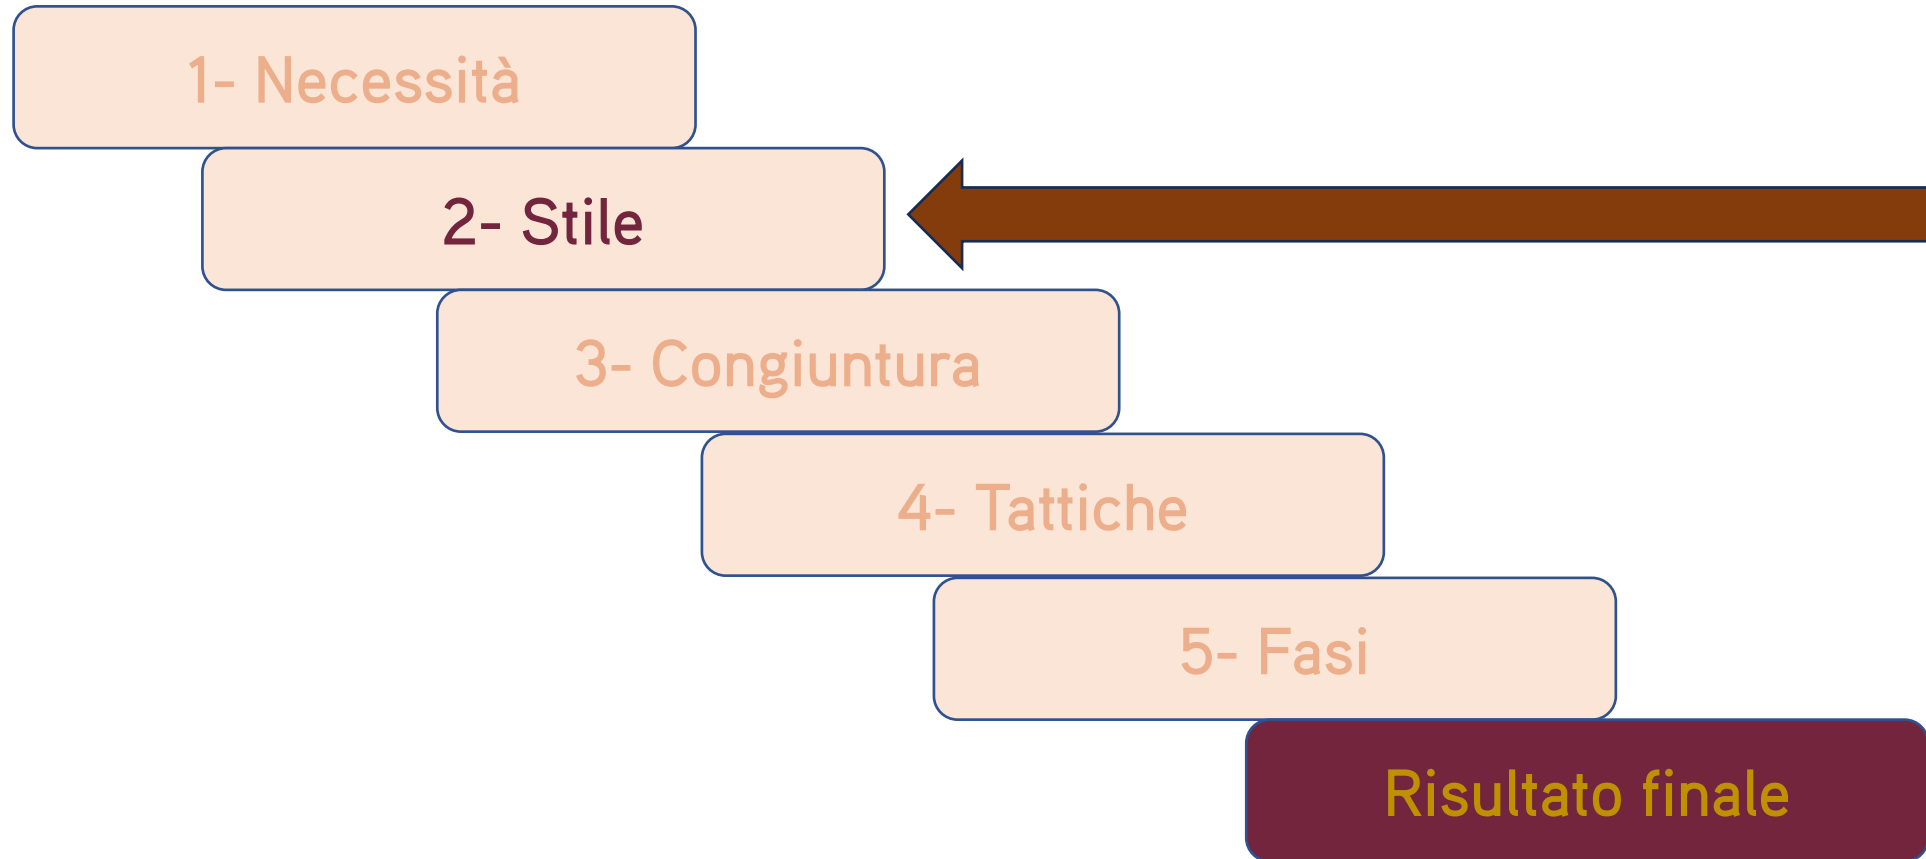 1- Necessità
2- Stile
3- Congiuntura
4- Tattiche
5- Fasi
Risultato finale